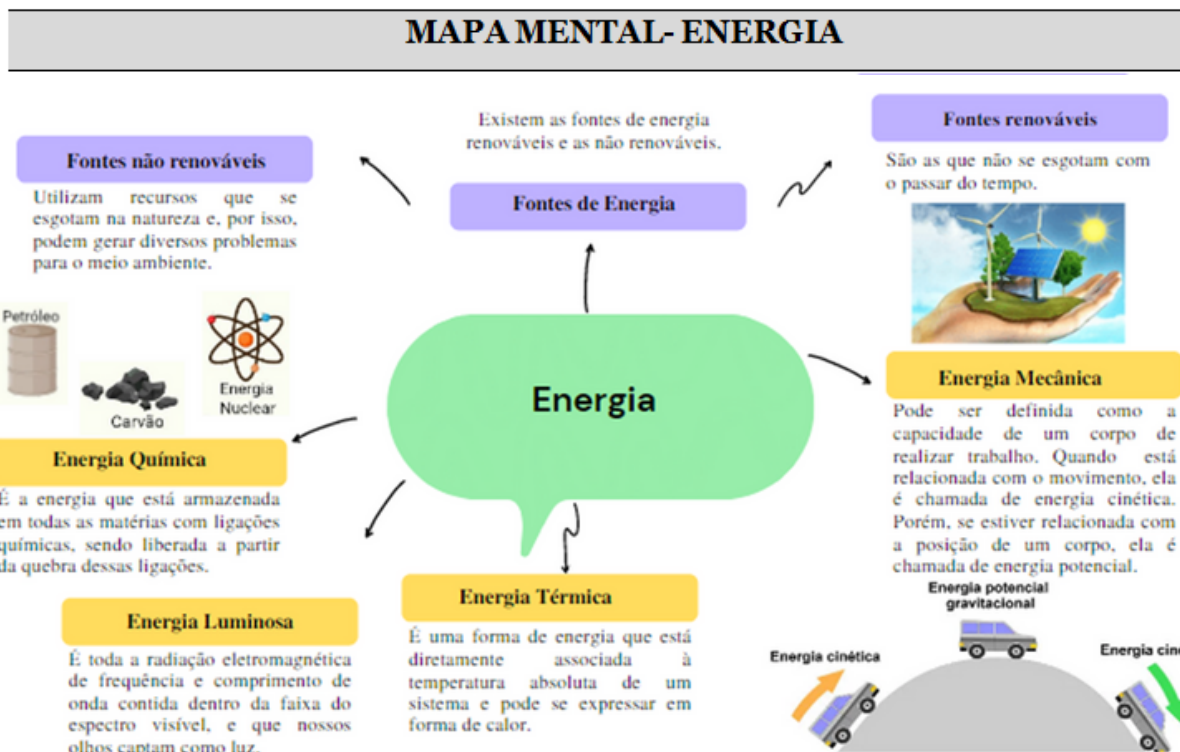 MAPA MENTAL- ENERGIA
Existem as fontes de energia
renováveis e as não renováveis.
Fontes de Energia
Fontes não renováveis
Utilizam recursos que se
esgotam na natureza e, por isso,
podem gerar diversos problemas
para o meio ambiente.
Petróleo
Carvão
Energia
Nuclear
Fontes renováveis
São as que não se esgotam com
o passar do tempo.
Energia
Energia Mecânica
Pode ser definida como a
capacidade de um corpo de
realizar trabalho. Quando está
relacionada com o movimento, ela
é chamada de energia cinética.
Porém, se estiver relacionada com
a posição de um corpo, ela é
chamada de energia potencial.
Energia potencial
gravitacional
Energia cinética
Energia
Energia Química
É a energia que está armazenada
em todas as matérias com ligações
químicas, sendo liberada a partir
da quebra dessas ligações.
Energia Luminosa
É toda a radiação eletromagnética
de frequência e comprimento de
onda contida dentro da faixa do
espectro visível, e que nossos
olhos captam como luz.
Energia Térmica
É uma forma de energia que está
diretamente associada à
temperatura absoluta de um
sistema e pode se expressar em
forma de calor.